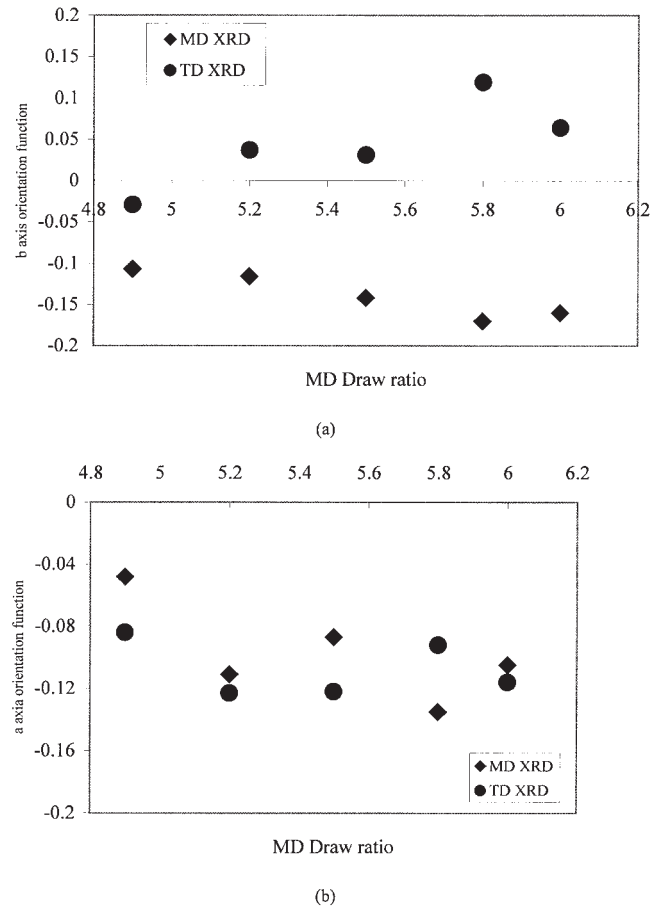 0.2
MD XRD
TD XRD
0.15
0.1
0.05
0
4.8 5 5.2 5.4 5.6 5.8 6 6.2
-0.05
-0.1
-0.15
-0.2
b axis orientation function
MD Draw ratio
(a)
4.8 5 5.2 5.4 5.6 5.8 6 6.2
0
-0.04
-0.08
-0.12
-0.16
-0.2
a axia orientation function
MD XRD
TD XRD
MD Draw ratio
(b)